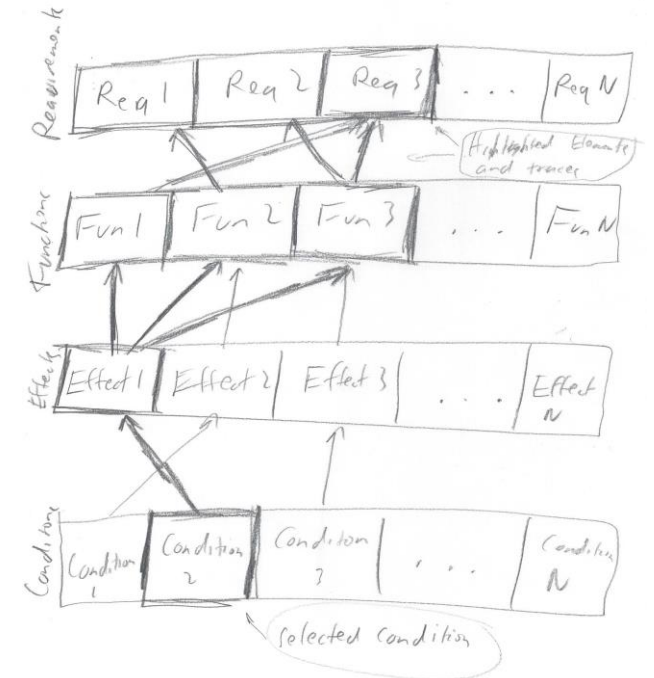 Requirements
Req 1 Req 2 Req 3 . . . Req N
Highlighted Elements
and traces
Functions
Fun 1 Fun 2 Fun 3 . . . Fun N
Effects
Effect 1 Effect 2 Effect 3 . . . Effect
N
Conditions
Condition
1
Condition
2
Condition
3
. . .
Condition
N
selected condition